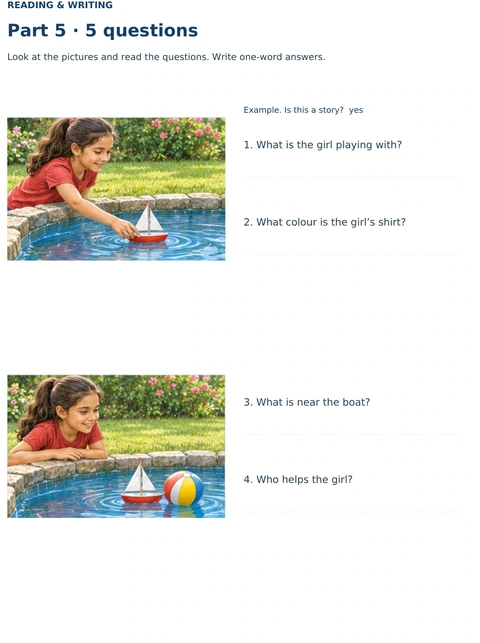 READING & WRITING
Part 5 · 5 questions
Look at the pictures and read the questions. Write one-word answers.
Example. Is this a story? yes
1. What is the girl playing with?
2. What colour is the girl’s shirt?
3. What is near the boat?
4. Who helps the girl?